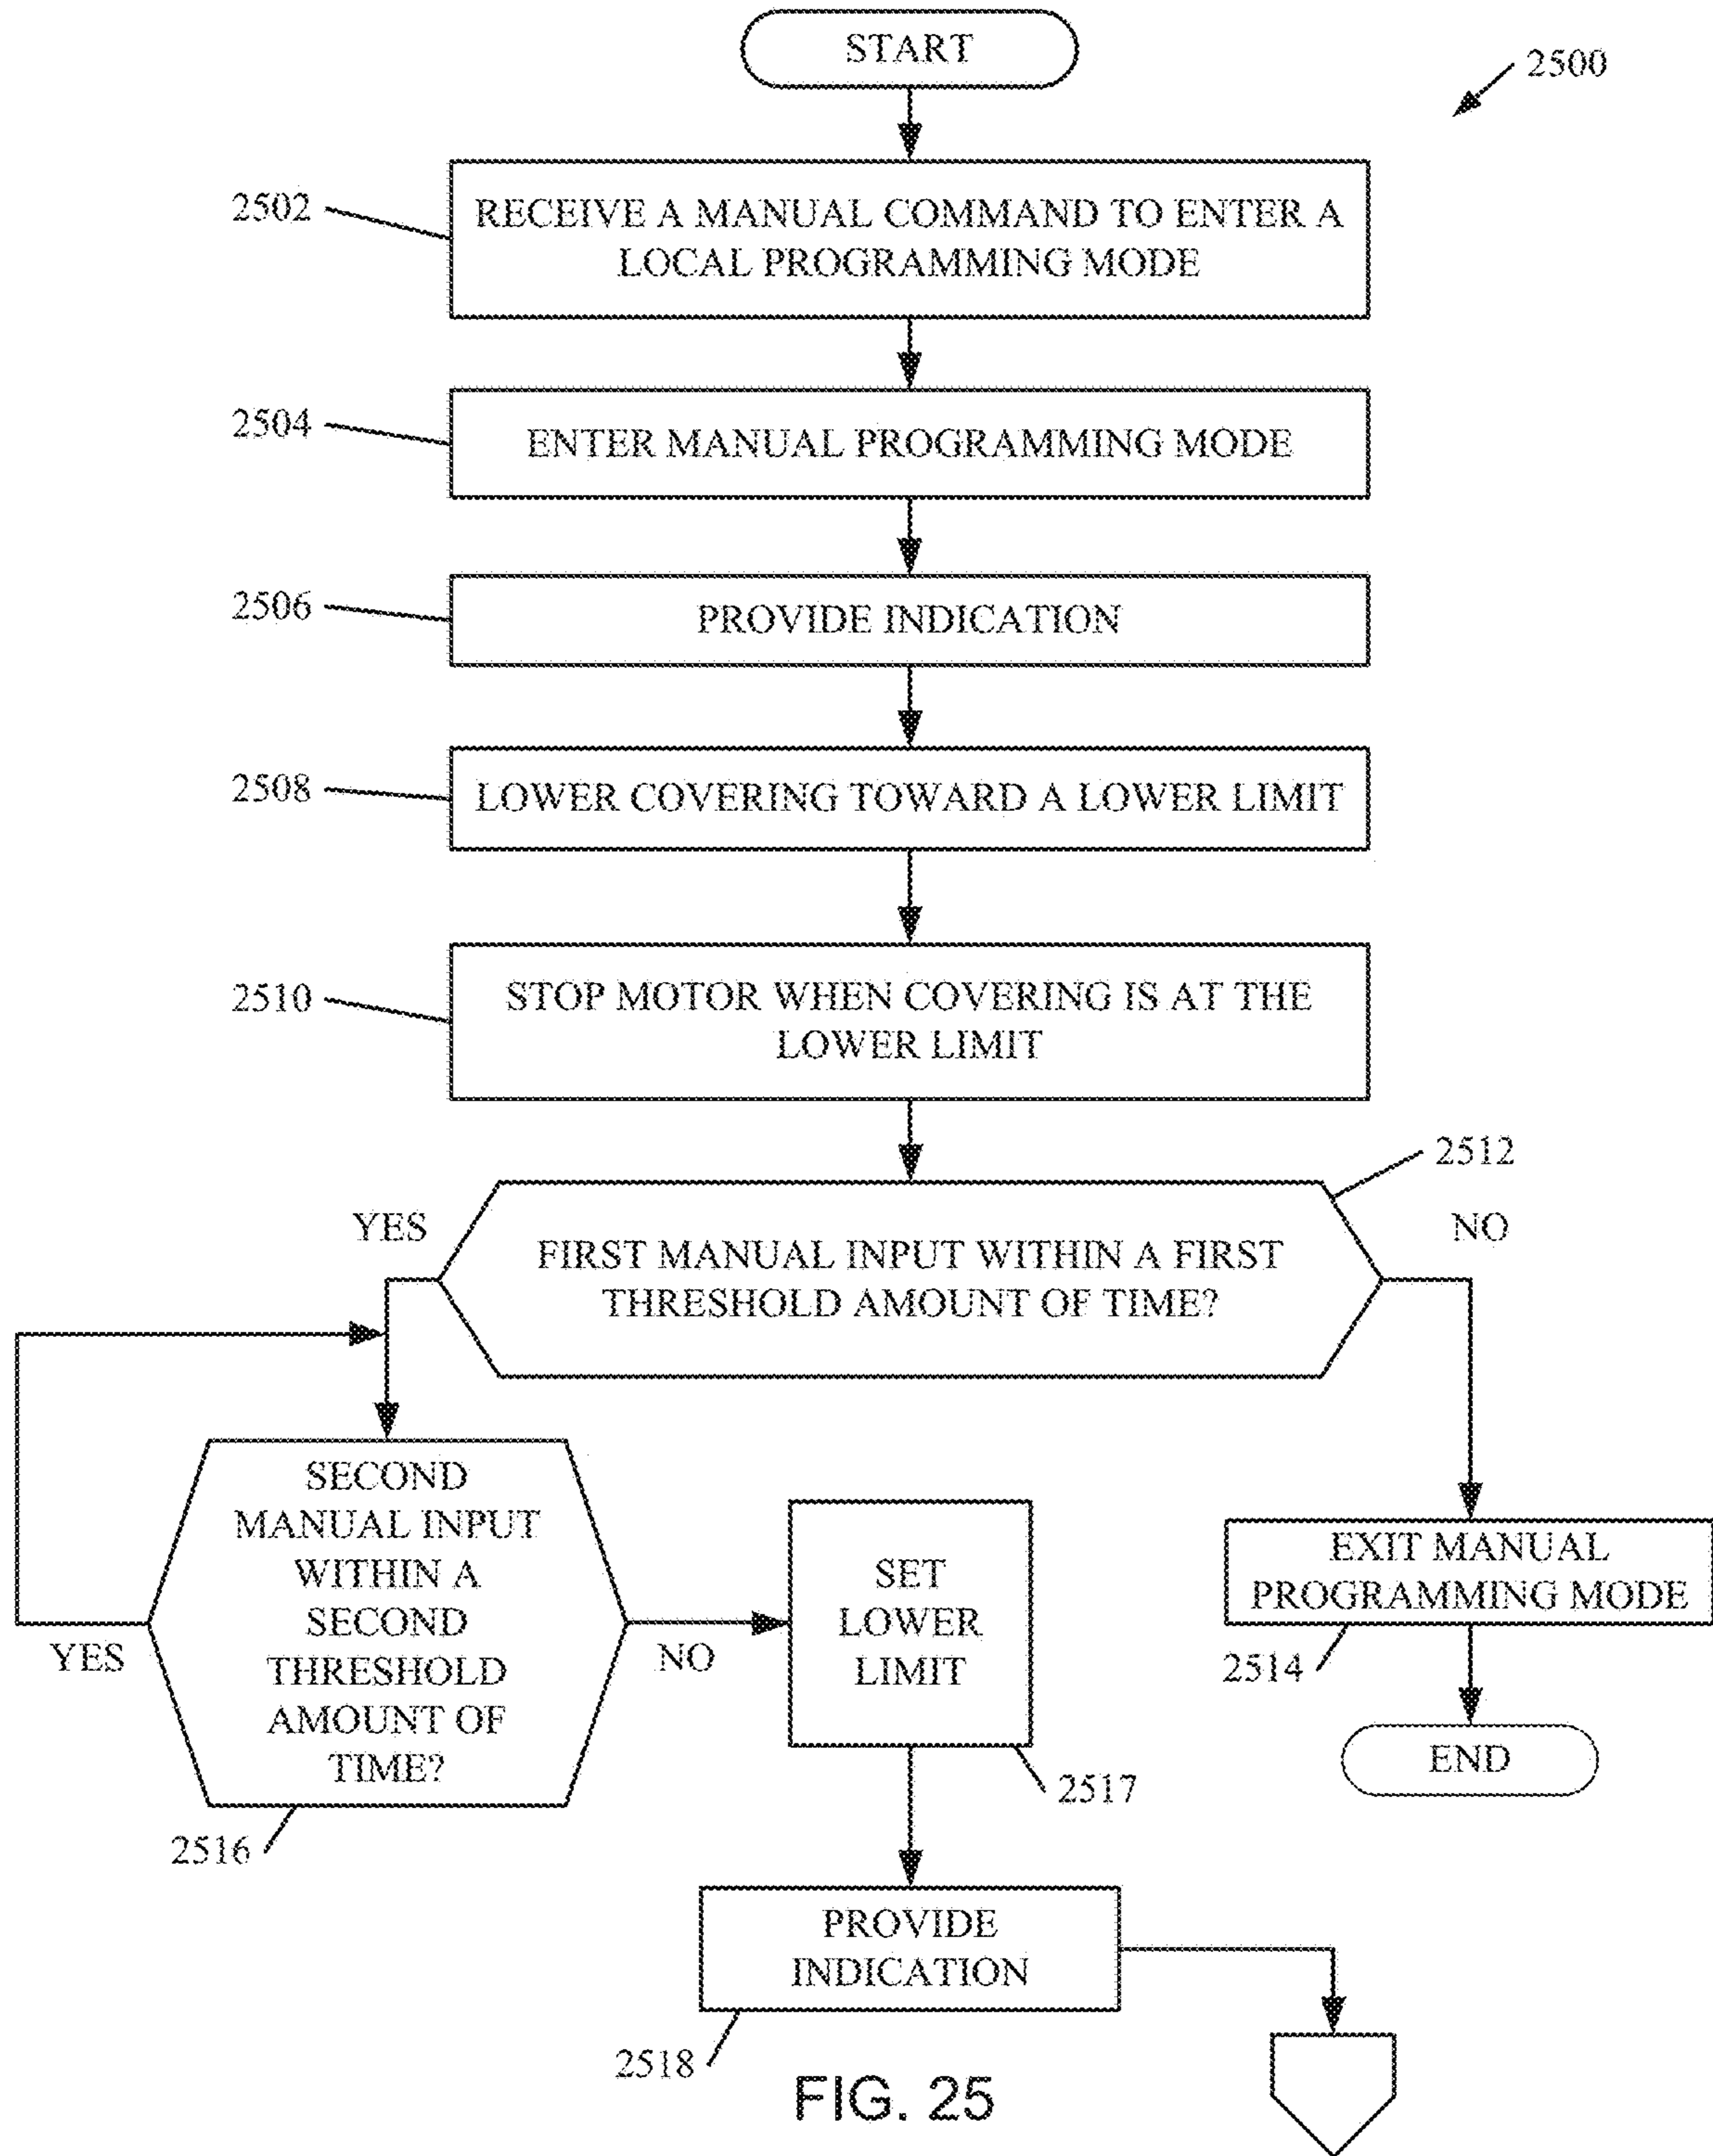 START
2500
2502
RECEIVE A MANUAL COMMAND TO ENTER A
LOCAL PROGRAMMING MODE
2504
ENTER MANUAL PROGRAMMING MODE
2506
PROVIDE INDICATION
2508
LOWER COVERING TOWARD A LOWER LIMIT
2510
STOP MOTOR WHEN COVERING IS AT THE
LOWER LIMIT
2512
YES
NO
FIRST MANUAL INPUT WITHIN A FIRST
THRESHOLD AMOUNT OF TIME?
SECOND
MANUAL INPUT
WITHIN A
SECOND
THRESHOLD
AMOUNT OF
TIME?
YES
NO
2516
SET
LOWER
LIMIT
2517
EXIT MANUAL
PROGRAMMING MODE
2514
END
PROVIDE
INDICATION
2518
FIG. 25